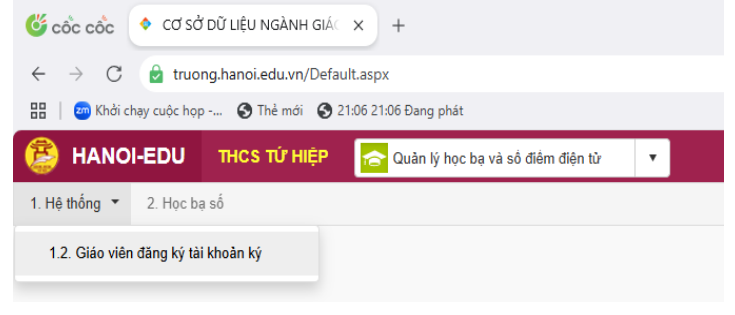 cốc cốc
CƠ SỞ DỮ LIỆU NGÀNH GIÁO
truong.hanoi.edu.vn/Default.aspx
zm Khởi chạy cuộc họp -... Thẻ mới 21:06 21:06 Đang phát
HANOI-EDU THCS TỨ HIỆP Quản lý học bạ và sổ điểm điện tử
1. Hệ thống 2. Học bạ số
1.2. Giáo viên đăng ký tài khoản ký